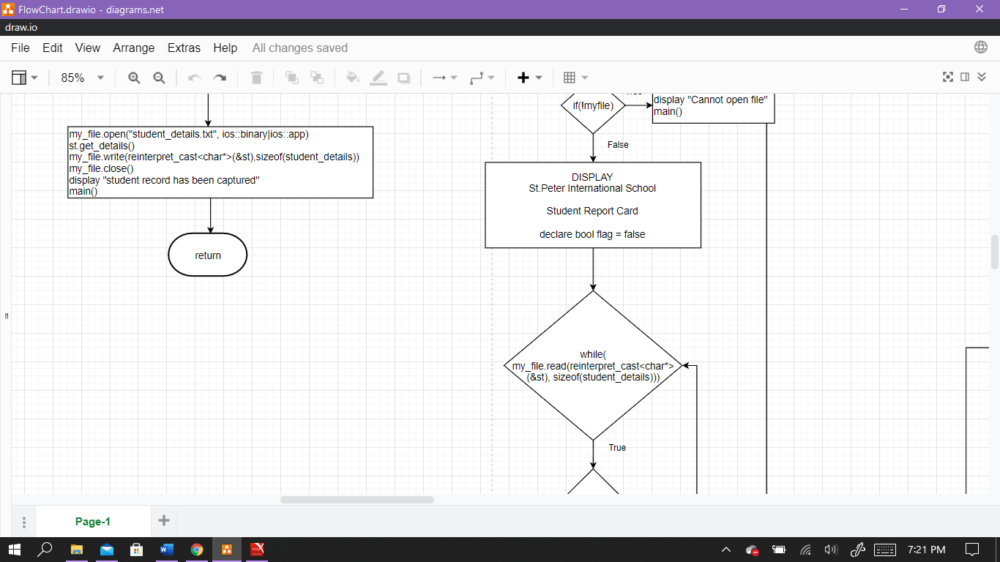 FlowChart.drawio - diagrams.net
draw.io
File Edit View Arrange Extras Help All changes saved
85%
my_file.open("student_details.txt", ios::binary|ios::app)
st.get_details()
my_file.write(reinterpret_cast<char*>(&st),sizeof(student_details))
my_file.close()
display "student record has been captured"
main()
return
if(!myfile)
True
display "Cannot open file"
main()
False
DISPLAY
St.Peter International School
Student Report Card
declare bool flag = false
while(
my_file.read(reinterpret_cast<char*>
(&st), sizeof(student_details)))
True
Page-1
7:21 PM